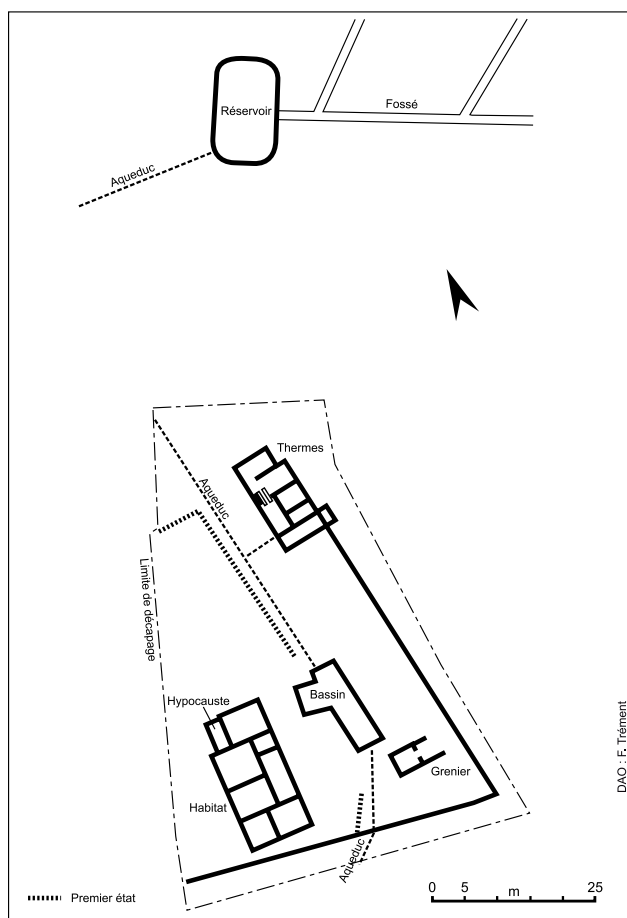 Réservoir
Fossé
Aqueduc
Thermes
Aqueduc
Limite de décapage
Hypocauste
Bassin
Grenier
Habitat
Aqueduc
Premier état
0 5 m 25
DAO : F. Trément